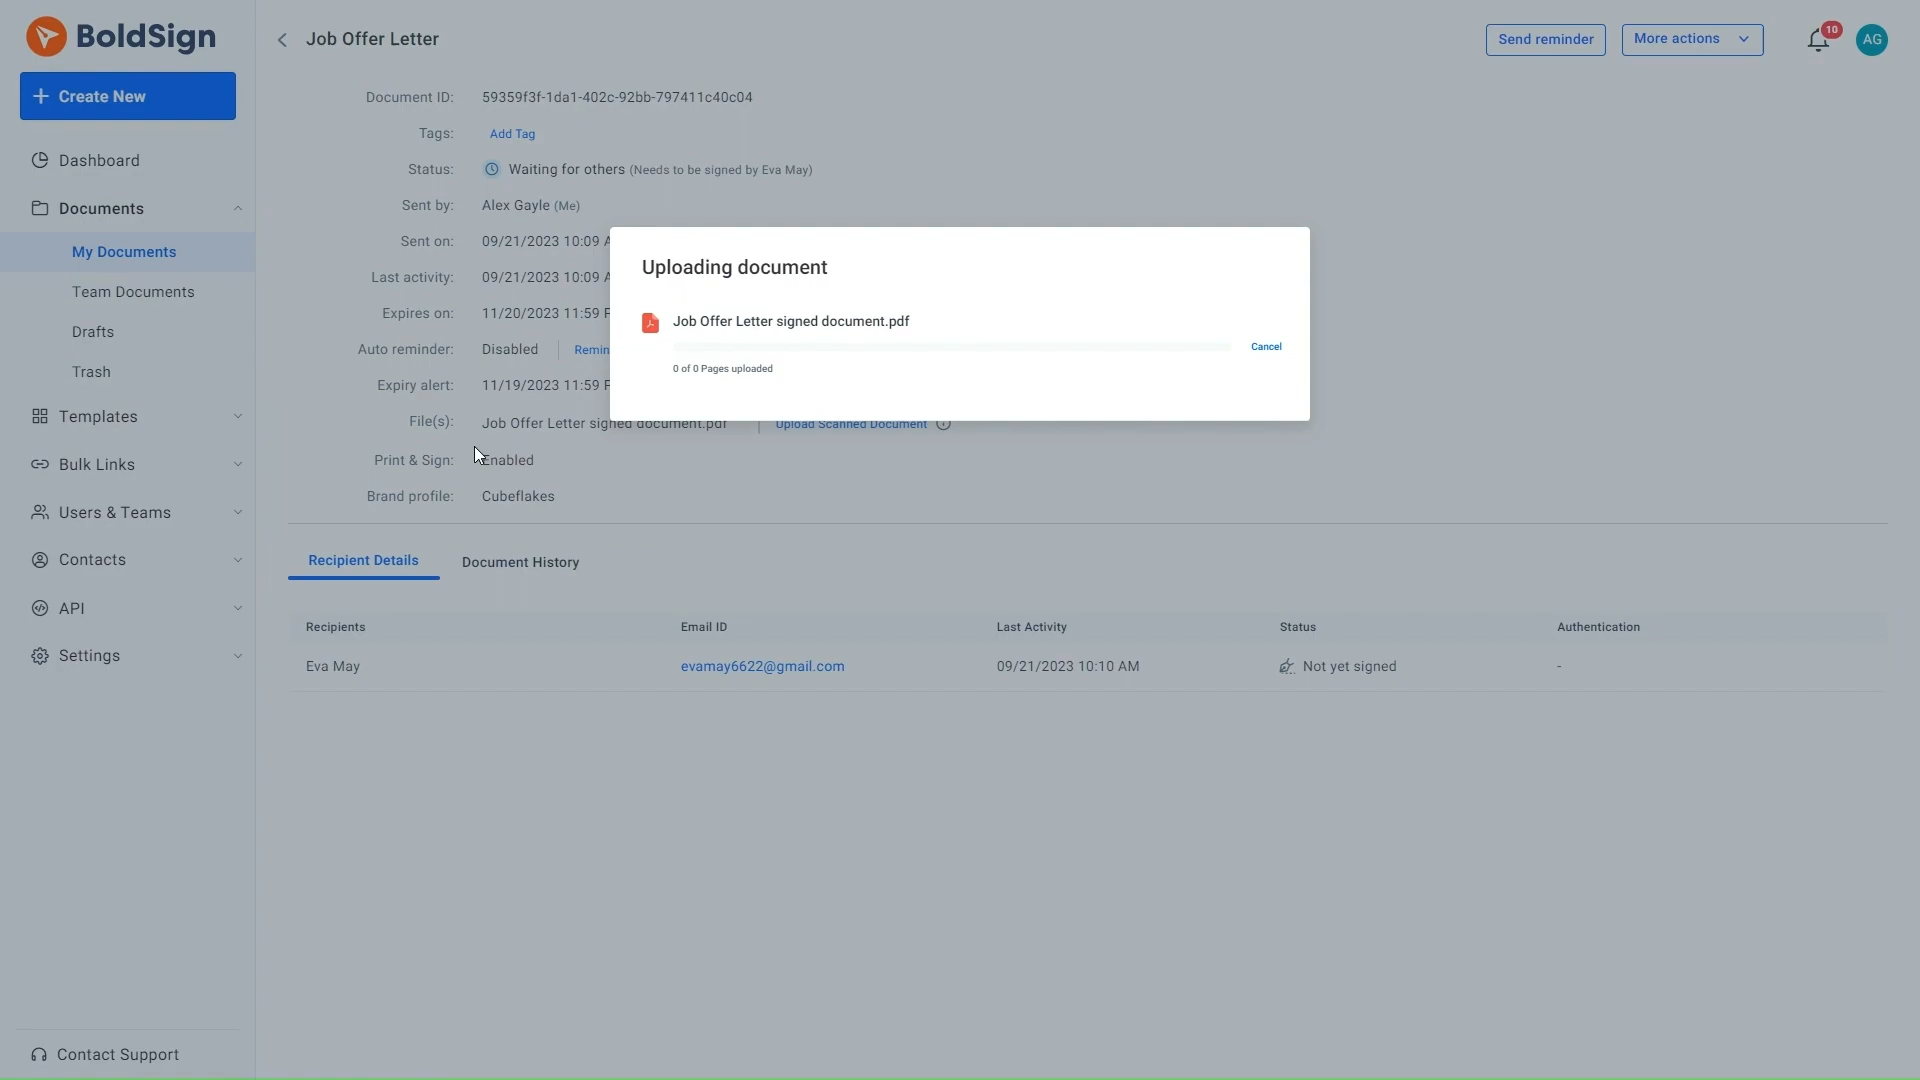 BoldSign
Job Offer Letter
Send reminder
More actions
10
AG
Create New
Dashboard
Documents
My Documents
Team Documents
Drafts
Trash
Templates
Bulk Links
Users & Teams
Contacts
API
Settings
Contact Support
Document ID: 59359f3f-1da1-402c-92bb-797411c40c04
Tags: Add Tag
Status: Waiting for others (Needs to be signed by Eva May)
Sent by: Alex Gayle (Me)
Sent on: 09/21/2023 10:09 A
Last activity: 09/21/2023 10:09 A
Expires on: 11/20/2023 11:59 P
Auto reminder: Disabled Remin
Expiry alert: 11/19/2023 11:59 P
File(s): Job Offer Letter signed document.pdf Upload Scanned Document
Print & Sign: Enabled
Brand profile: Cubeflakes
Uploading document
Job Offer Letter signed document.pdf
Cancel
0 of 0 Pages uploaded
Recipient Details Document History
Recipients Email ID Last Activity Status Authentication
Eva May evamay6622@gmail.com 09/21/2023 10:10 AM Not yet signed -